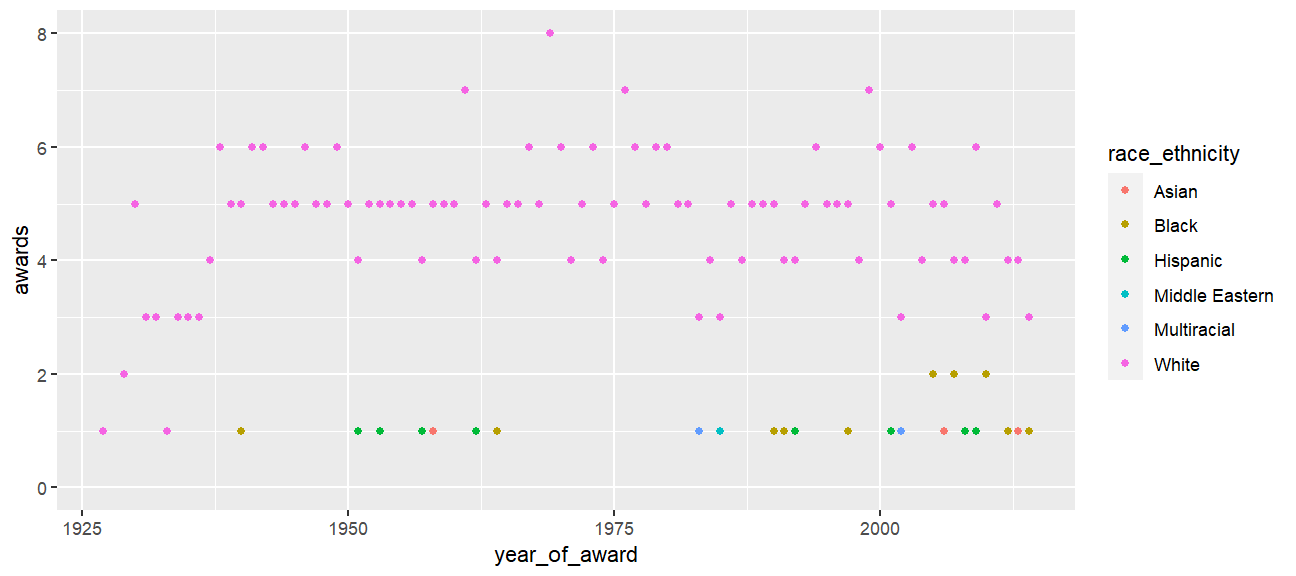 8
6
4
2
0
awards
1925 1950 1975 2000
year_of_award
race_ethnicity
Asian
Black
Hispanic
Middle Eastern
Multiracial
White